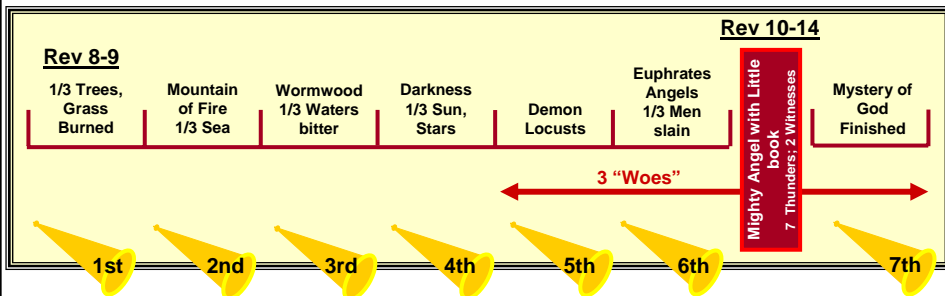 Rev 8-9
1/3 Trees,
Grass
Burned
Mountain
of Fire
1/3 Sea
Wormwood
1/3 Waters
bitter
Darkness
1/3 Sun,
Stars
Demon
Locusts
Euphrates
Angels
1/3 Men
slain
Rev 10-14
Mighty Angel with Little
book
7 Thunders; 2 Witnesses
Mystery of
God
Finished
3 “Woes”
1st
2nd
3rd
4th
5th
6th
7th